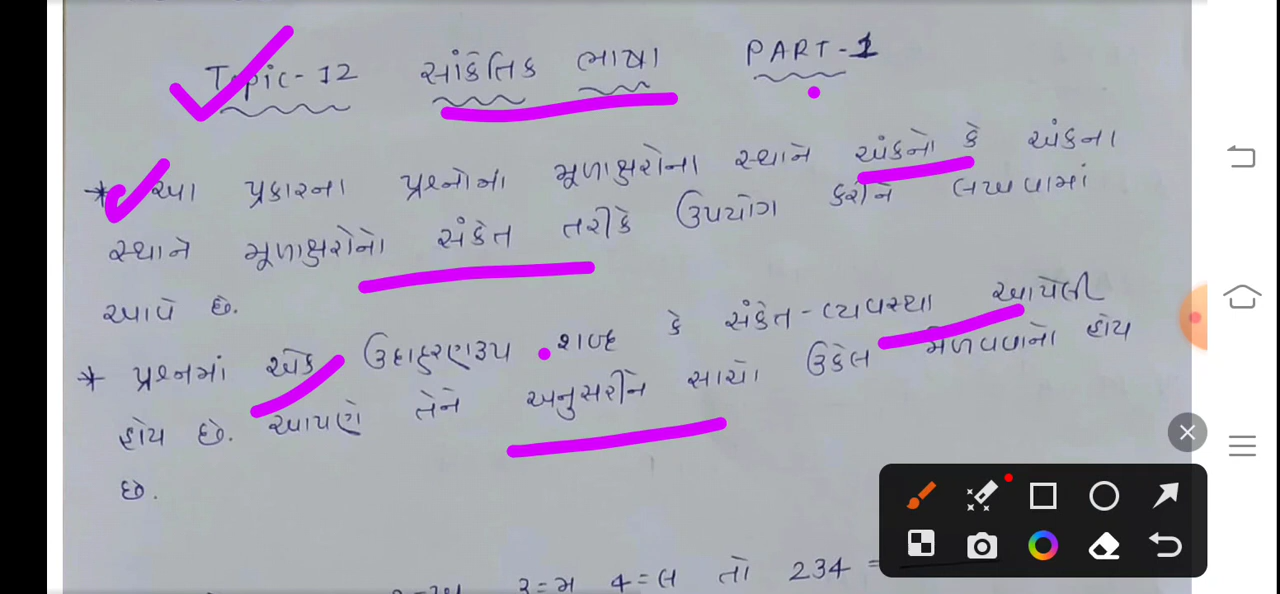 Topic-12 સાંકેતિક ભાષા PART-1
* આ પ્રકારના પ્રશ્નોમાં મૂળાક્ષરોના સ્થાને અંકનો કે અંકના
સ્થાને મૂળાક્ષરોનો સંકેત તરીકે ઉપયોગ કરીને લખવામાં
આવે છે.
* પ્રશ્નમાં એક ઉદાહરણરૂપ શબ્દ કે સંકેત-વ્યવસ્થા આપેલી
હોય છે. આપણે તેને અનુસરીને સાચો ઉકેલ મેળવવાનો હોય
છે.
3=મ 4=લ તો 234 =